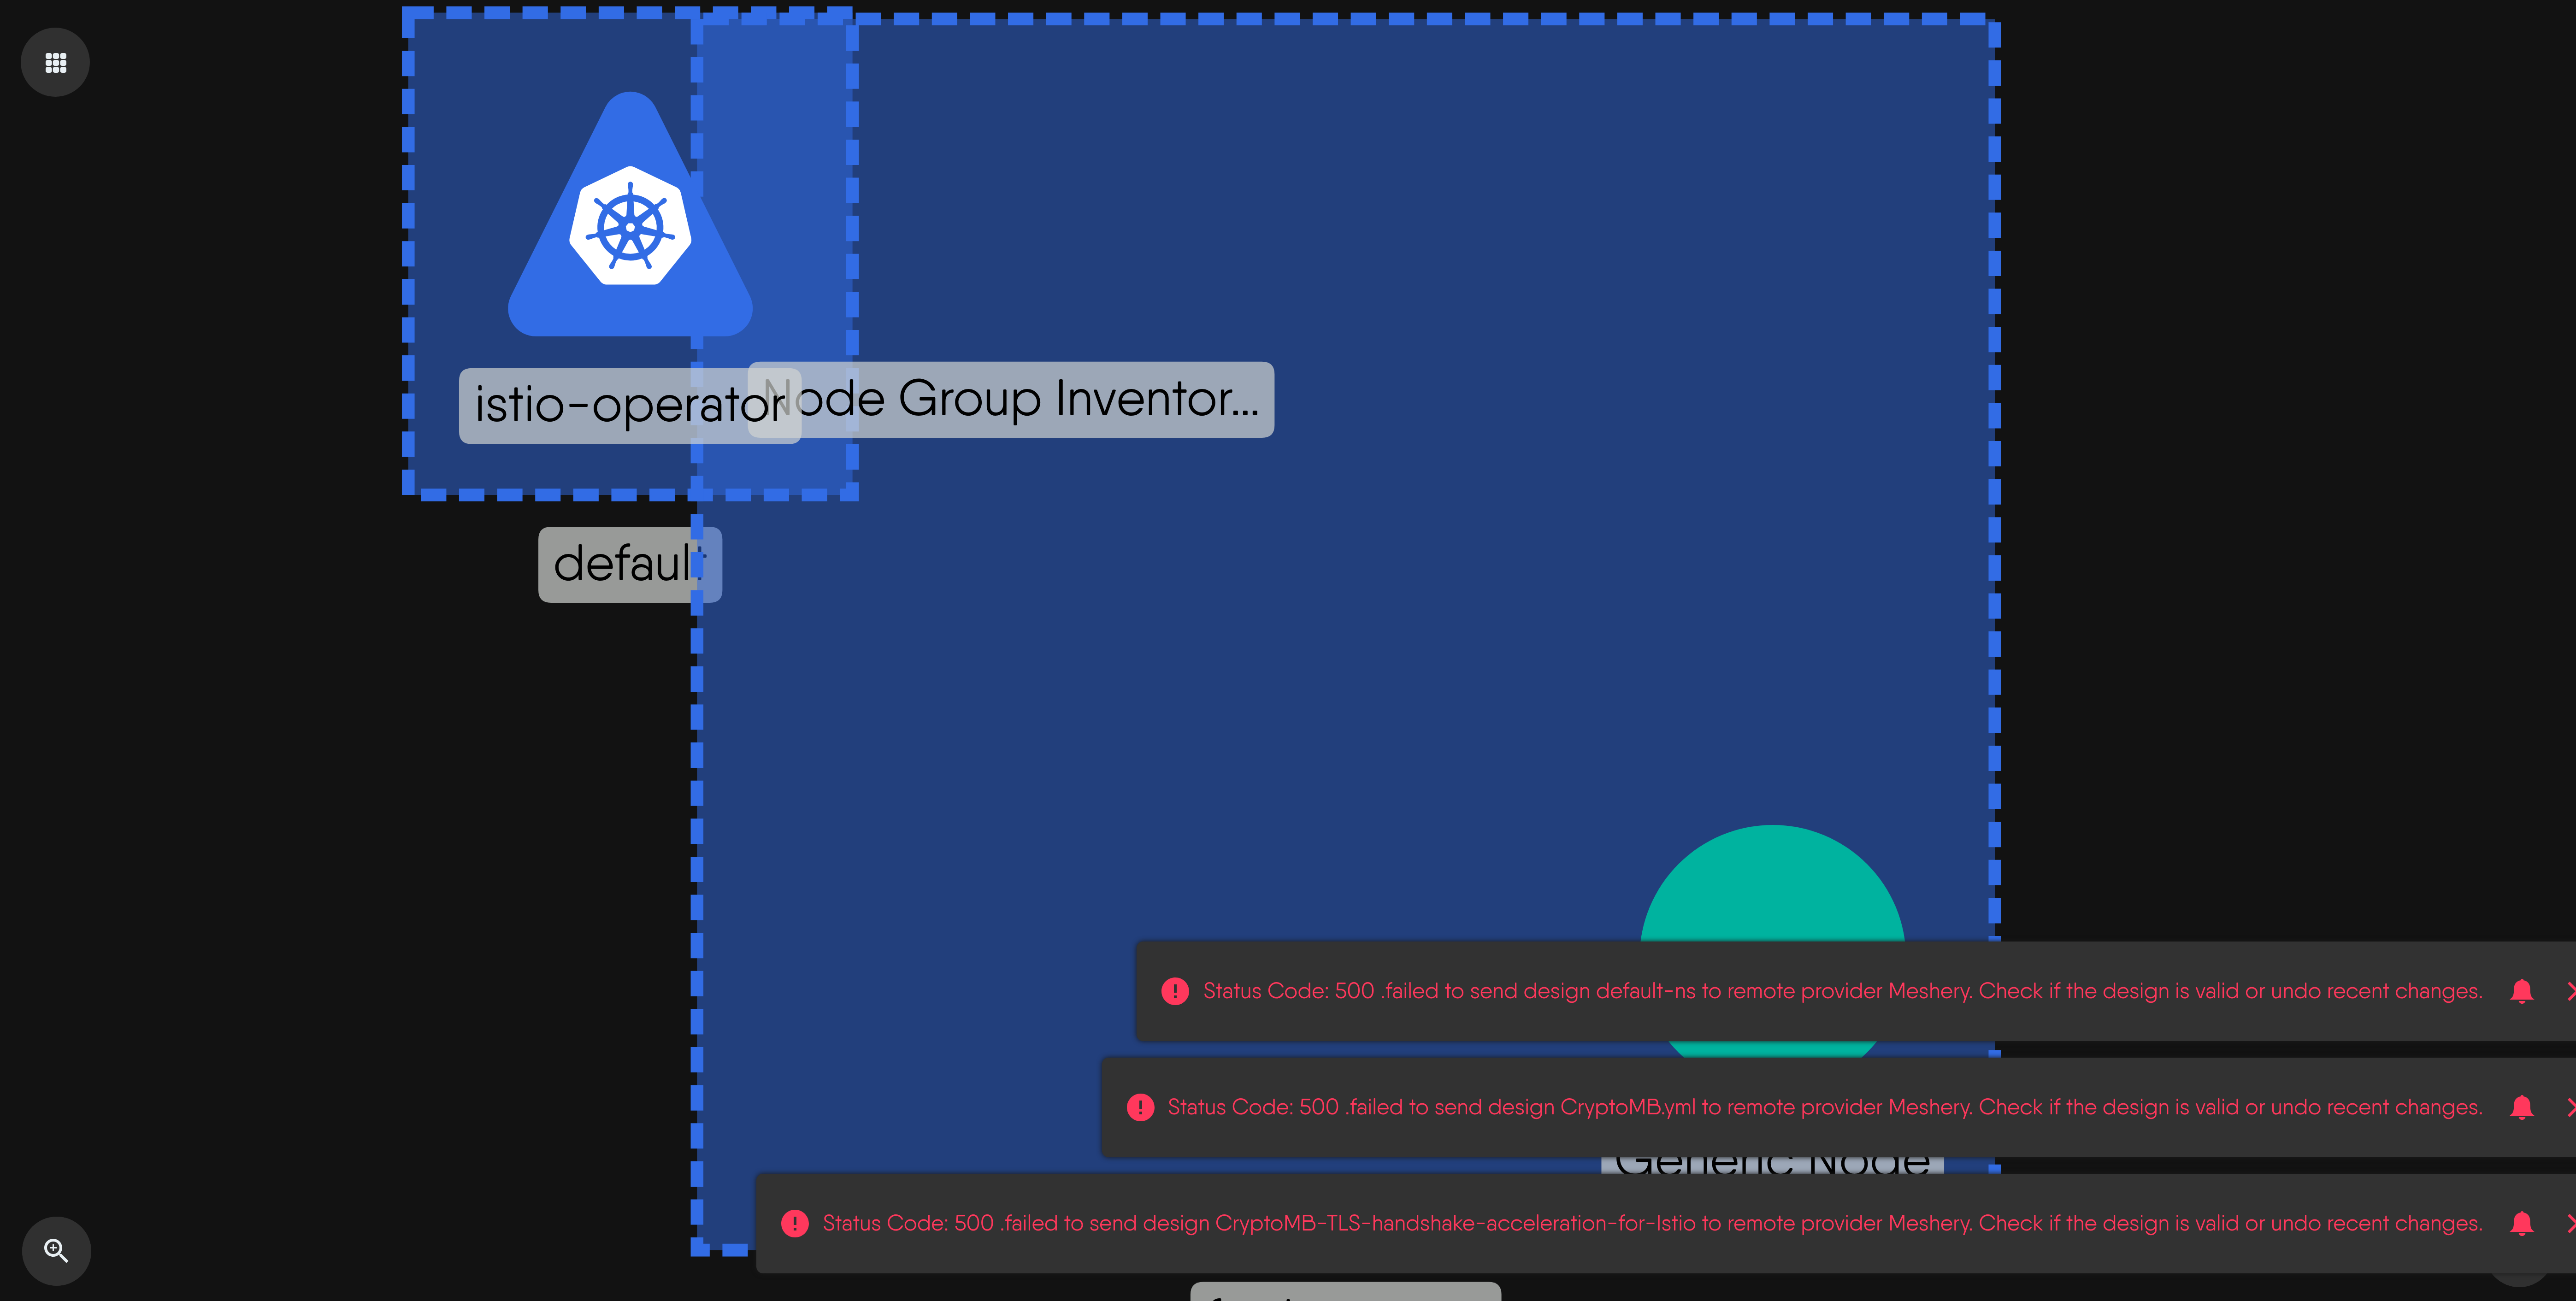 istio-operator
Node Group Inventor...
default
Status Code: 500 .failed to send design default-ns to remote provider Meshery. Check if the design is valid or undo recent changes.
Status Code: 500 .failed to send design CryptoMB.yml to remote provider Meshery. Check if the design is valid or undo recent changes.
Generic Node
Status Code: 500 .failed to send design CryptoMB-TLS-handshake-acceleration-for-Istio to remote provider Meshery. Check if the design is valid or undo recent changes.